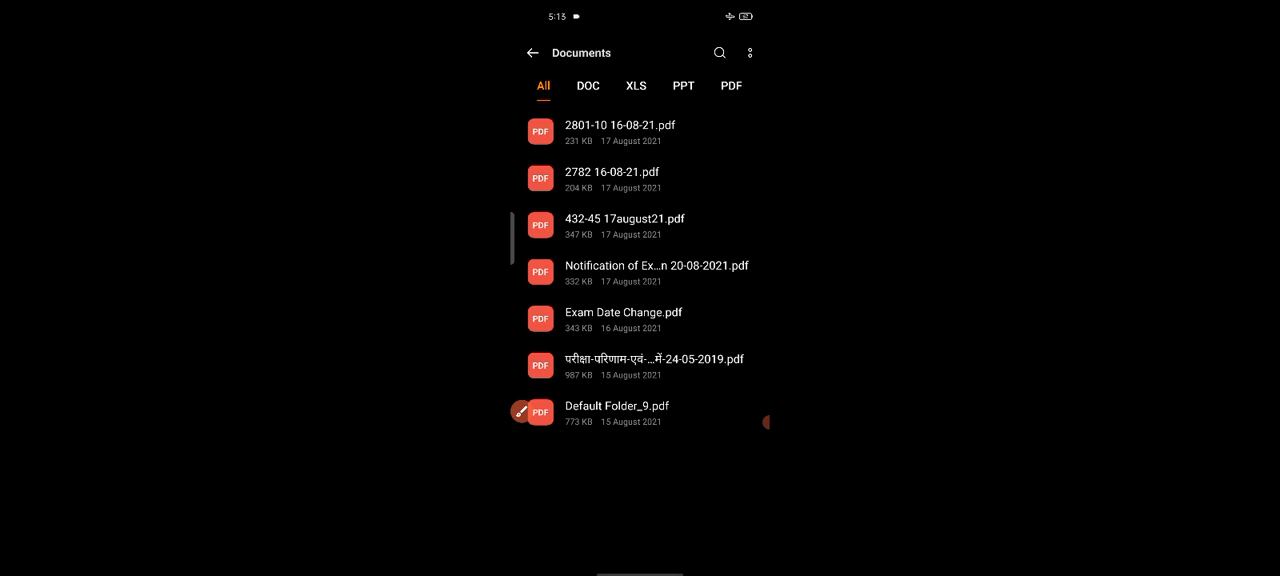 5:13
Documents
All DOC XLS PPT PDF
PDF 2801-10 16-08-21.pdf
231 KB 17 August 2021
PDF 2782 16-08-21.pdf
204 KB 17 August 2021
PDF 432-45 17august21.pdf
347 KB 17 August 2021
PDF Notification of Ex...n 20-08-2021.pdf
332 KB 17 August 2021
PDF Exam Date Change.pdf
343 KB 16 August 2021
PDF परीक्षा-परिणाम-एवं-...में-24-05-2019.pdf
987 KB 15 August 2021
PDF Default Folder_9.pdf
773 KB 15 August 2021